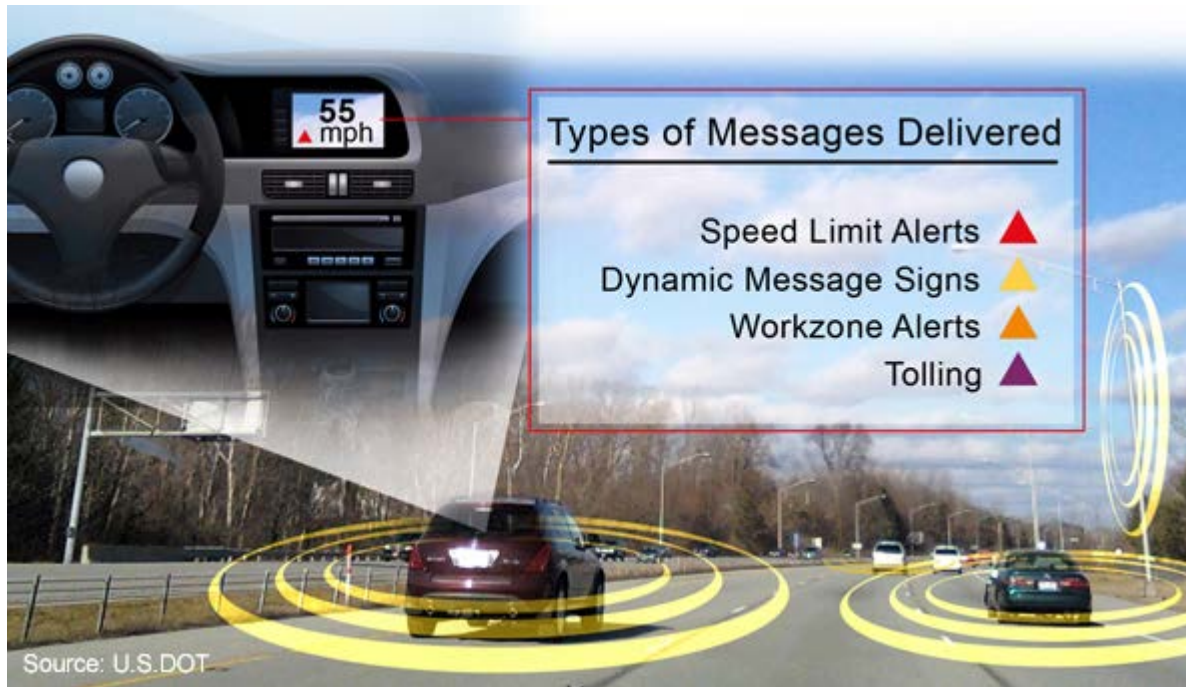 55
mph
Types of Messages Delivered
Speed Limit Alerts
Dynamic Message Signs
Workzone Alerts
Tolling
Source: U.S.DOT